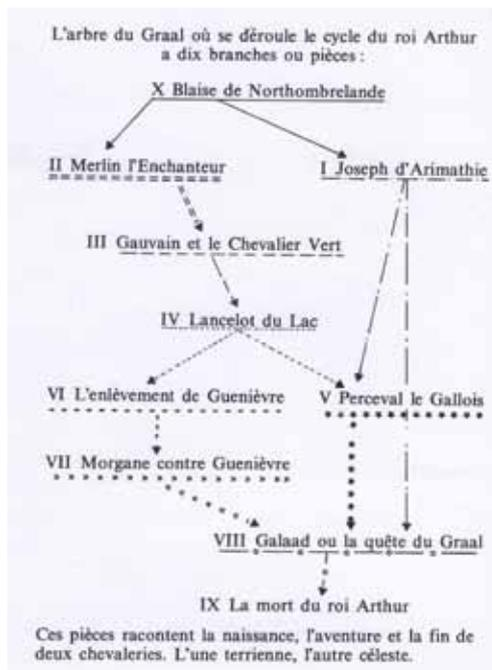 L'arbre du Graal où se déroule le cycle du roi Arthur
a dix branches ou pièces :
X Blaise de Northombrelande
II Merlin l'Enchanteur
I Joseph d'Arimathie
III Gauvain et le Chevalier Vert
IV Lancelot du Lac
VI L'enlèvement de Guenièvre
V Perceval le Gallois
VII Morgane contre Guenièvre
VIII Galaad ou la quête du Graal
IX La mort du roi Arthur
Ces pièces racontent la naissance, l'aventure et la fin de
deux chevaleries. L'une terrienne, l'autre céleste.